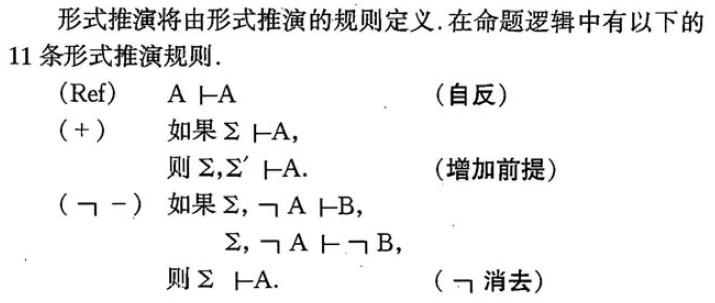 形式推演将由形式推演的规则定义.在命题逻辑中有以下的
11 条形式推演规则.
(Ref) A ⊢A (自反)
(+) 如果 Σ ⊢A,
则 Σ,Σ′ ⊢A. (增加前提)
(¬ -) 如果 Σ, ¬ A ⊢B,
Σ, ¬ A ⊢ ¬ B,
则 Σ ⊢A. (¬ 消去)